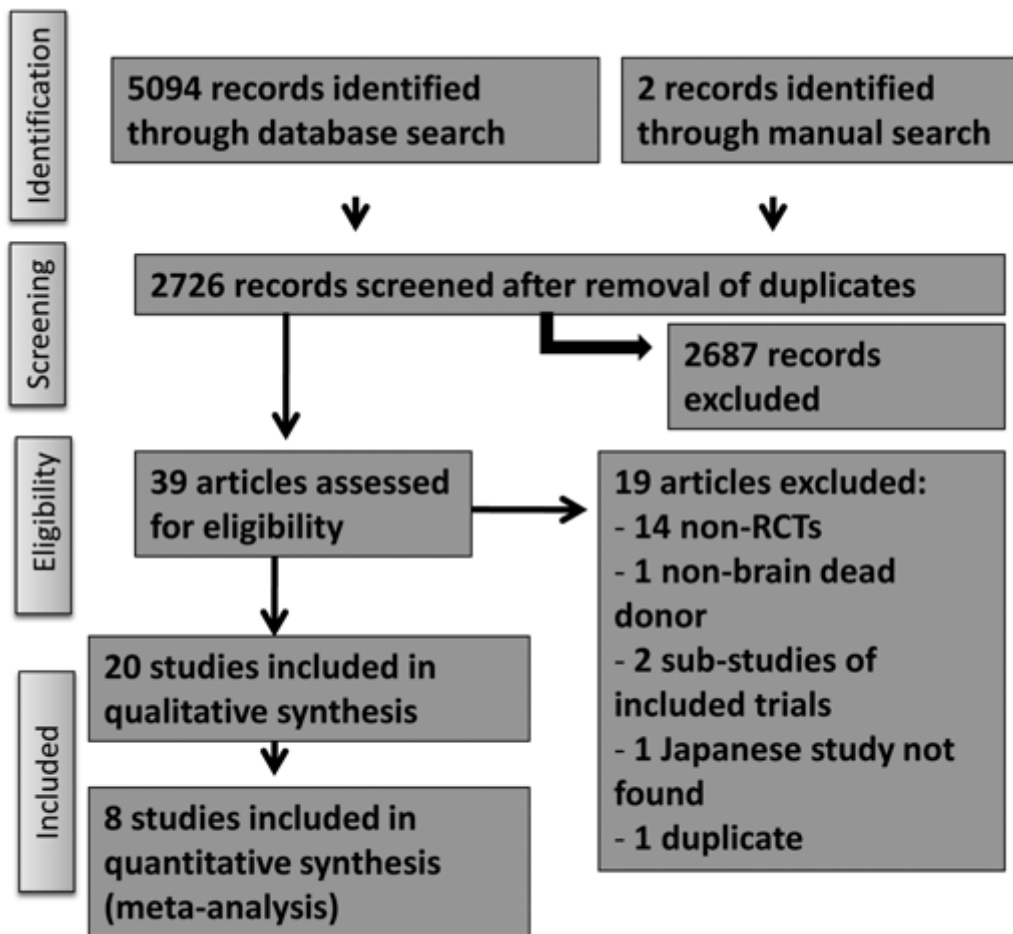 Identification
5094 records identified
through database search
2 records identified
through manual search
Screening
2726 records screened after removal of duplicates
2687 records
excluded
Eligibility
39 articles assessed
for eligibility
19 articles excluded:
- 14 non-RCTs
- 1 non-brain dead
donor
- 2 sub-studies of
included trials
- 1 Japanese study not
found
- 1 duplicate
Included
20 studies included in
qualitative synthesis
8 studies included in
quantitative synthesis
(meta-analysis)